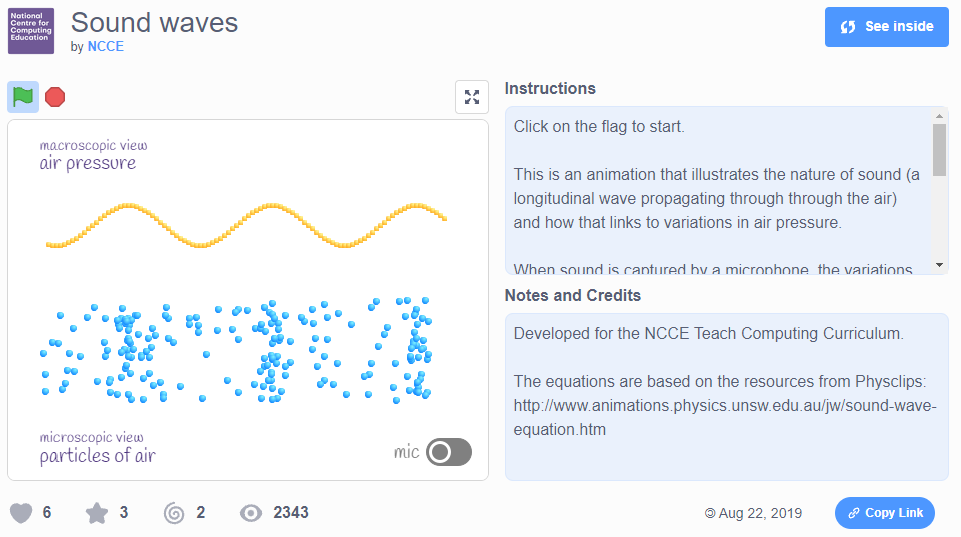 National
Centre for
Computing
Education
Sound waves
by NCCE
See inside
macroscopic view
air pressure
microscopic view
particles of air
mic
Instructions
Click on the flag to start.
This is an animation that illustrates the nature of sound (a
longitudinal wave propagating through through the air)
and how that links to variations in air pressure.
When sound is captured by a microphone, the variations
Notes and Credits
Developed for the NCCE Teach Computing Curriculum.
The equations are based on the resources from Physclips:
http://www.animations.physics.unsw.edu.au/jw/sound-wave-
equation.htm
6
3
2
2343
© Aug 22, 2019
Copy Link